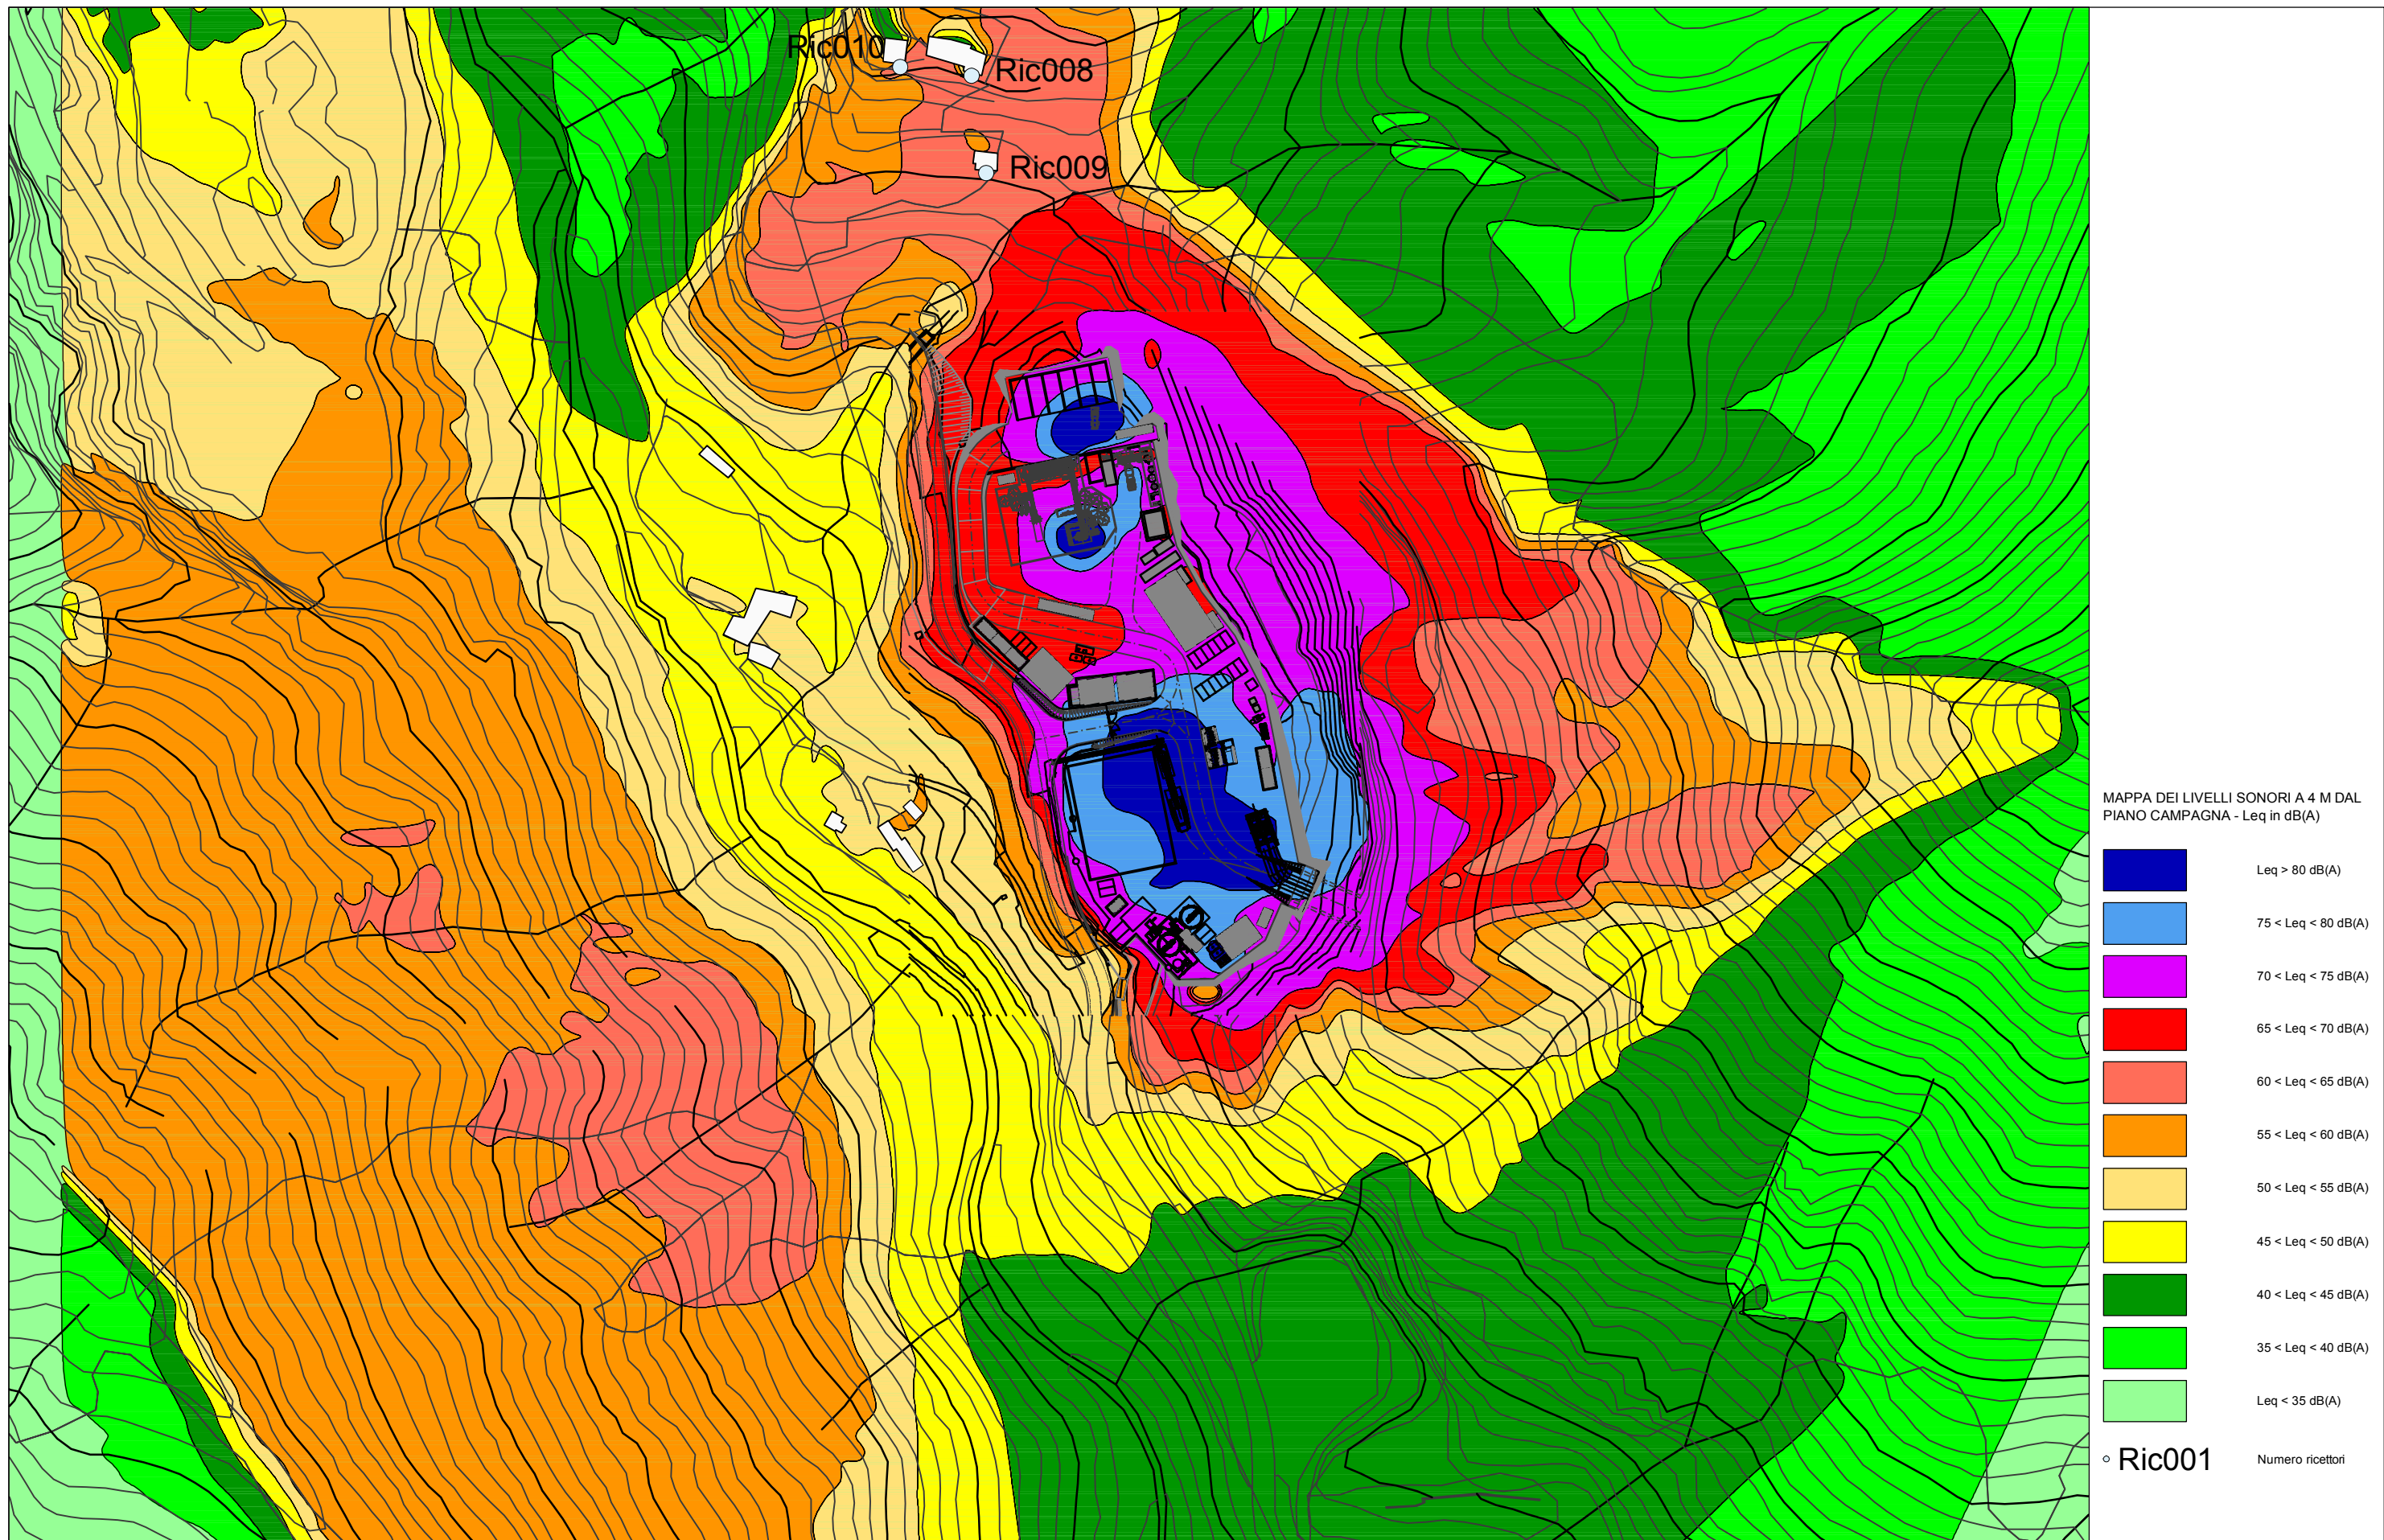 Ric010
Ric008
Ric009
MAPPA DEI LIVELLI SONORI A 4 M DAL
PIANO CAMPAGNA - Leq in dB(A)
Leq > 80 dB(A)
75 < Leq < 80 dB(A)
70 < Leq < 75 dB(A)
65 < Leq < 70 dB(A)
60 < Leq < 65 dB(A)
55 < Leq < 60 dB(A)
50 < Leq < 55 dB(A)
45 < Leq < 50 dB(A)
40 < Leq < 45 dB(A)
35 < Leq < 40 dB(A)
Leq < 35 dB(A)
Ric001 Numero ricettori